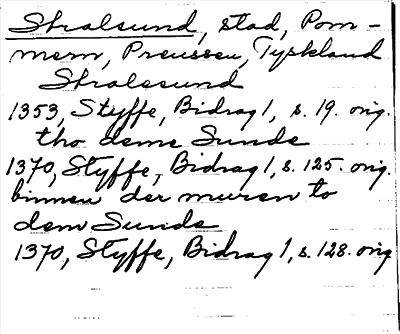 Stralsund, stad, Pom-
mern, Preussen, Tyskland
Stralesund
1353, Styffe, Bidrag 1, s. 19. orig.
tho deme Sunde
1370, Styffe, Bidrag 1, s. 125. orig.
binnen der muren to
dem Sunde
1370, Styffe, Bidrag 1, s. 128. orig